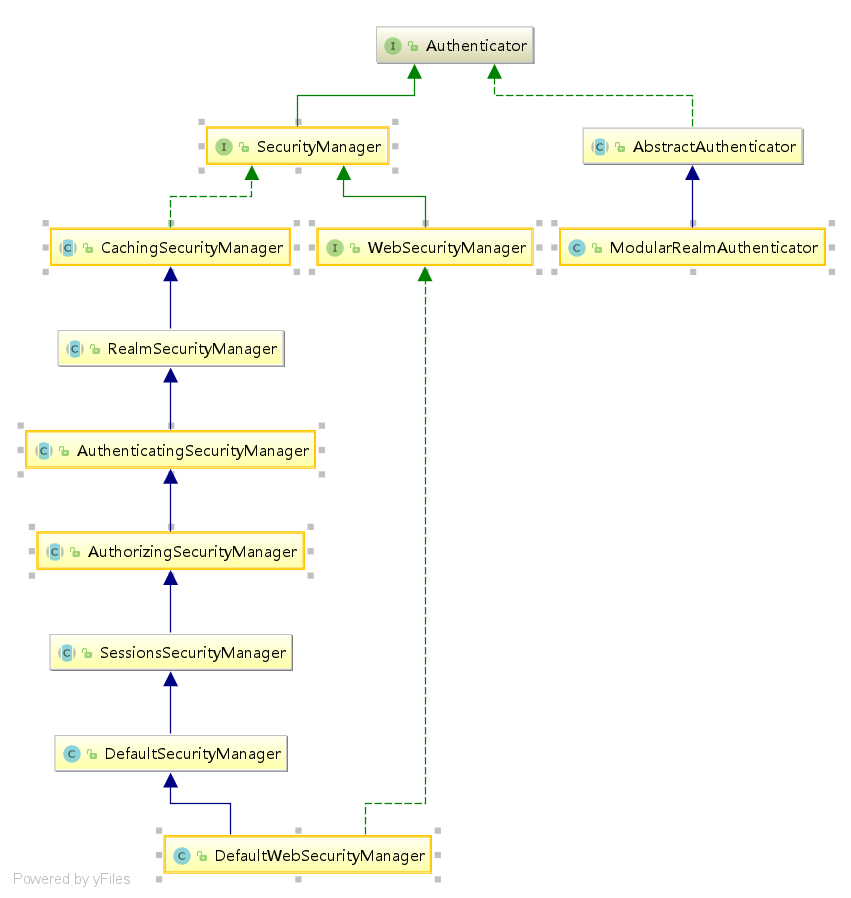 I Authenticator
I SecurityManager
C AbstractAuthenticator
C CachingSecurityManager
I WebSecurityManager
C ModularRealmAuthenticator
C RealmSecurityManager
C AuthenticatingSecurityManager
C AuthorizingSecurityManager
C SessionsSecurityManager
C DefaultSecurityManager
C DefaultWebSecurityManager
Powered by yFiles